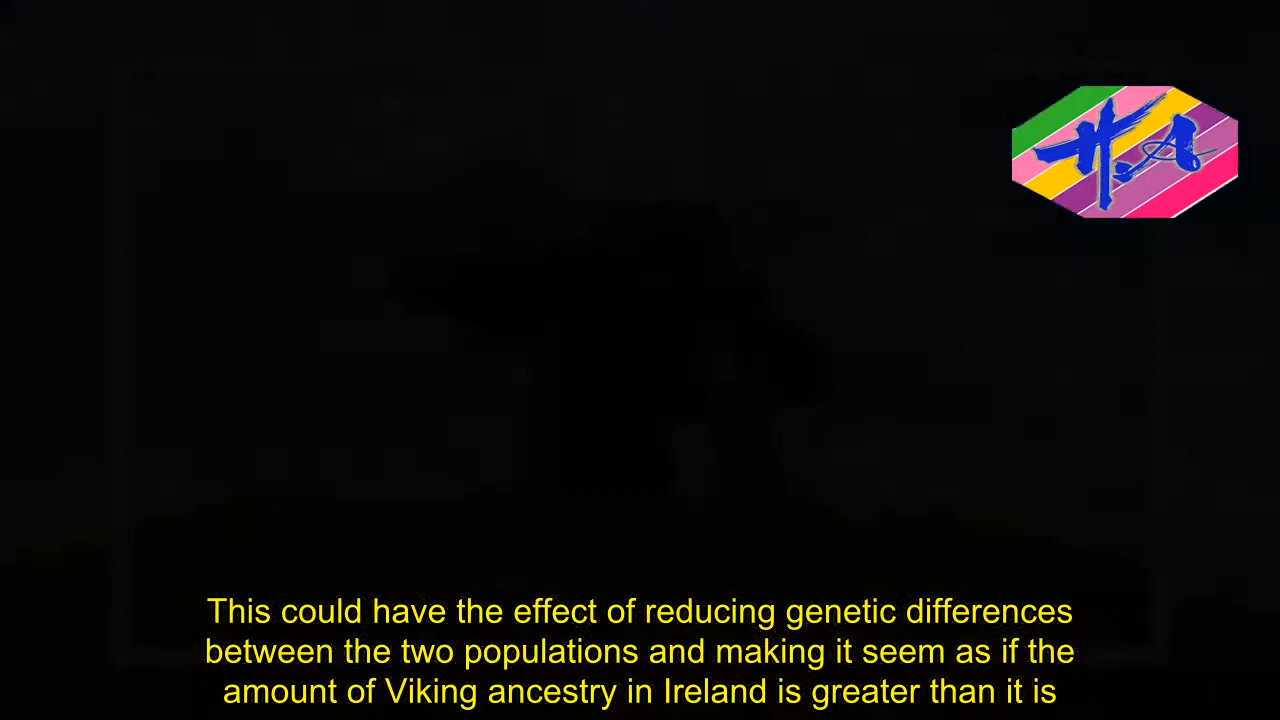 H.A
This could have the effect of reducing genetic differences
between the two populations and making it seem as if the
amount of Viking ancestry in Ireland is greater than it is